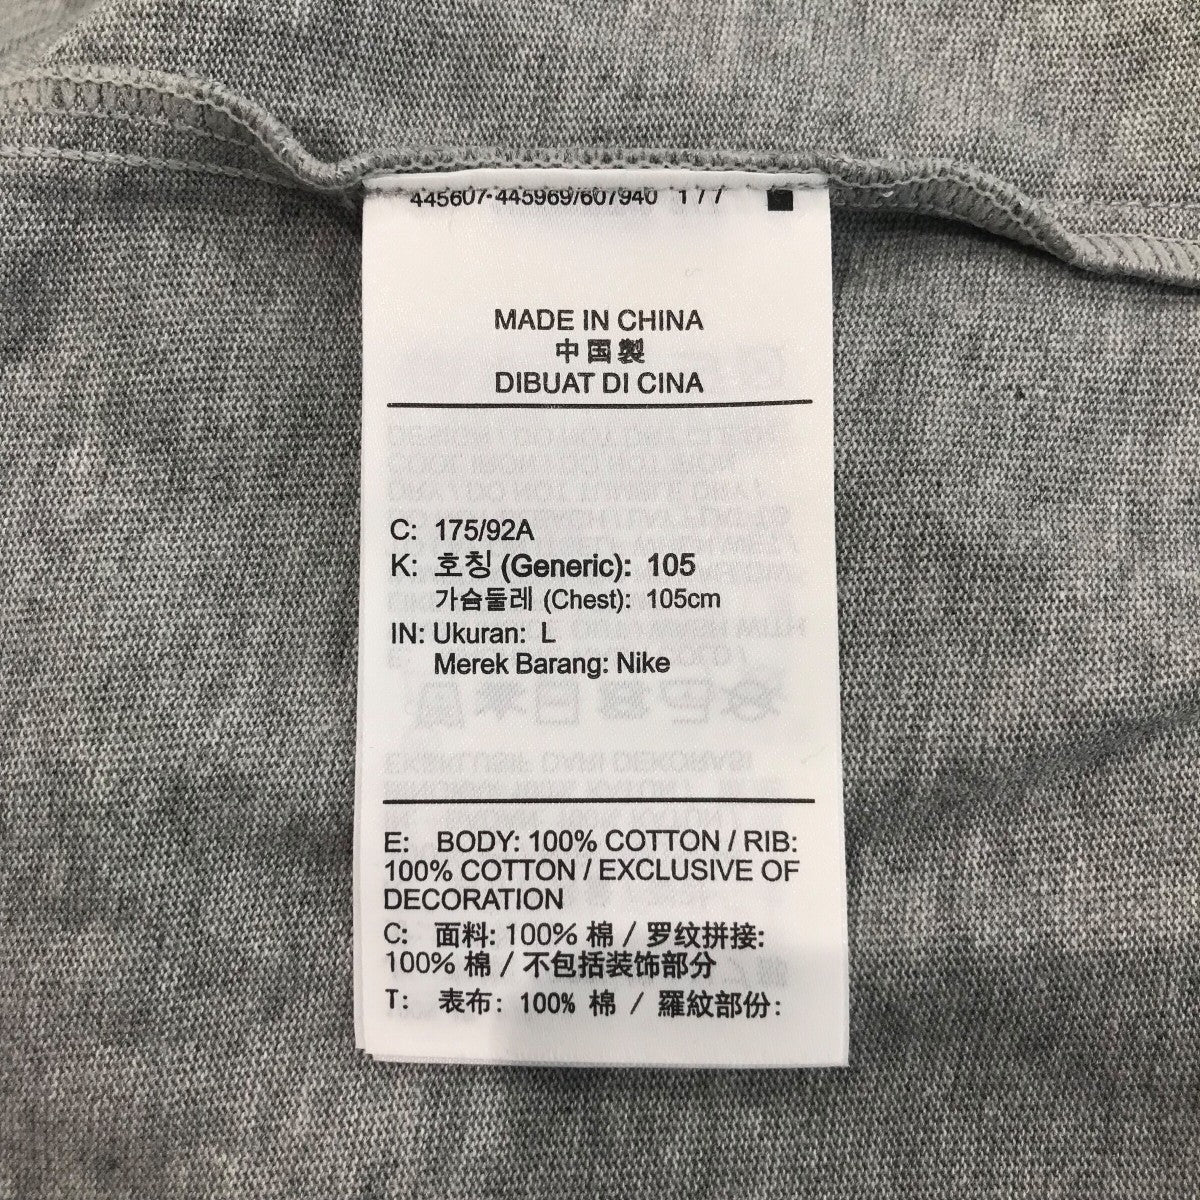 445607-445969/607940 1 / 7
MADE IN CHINA
中国製
DIBUAT DI CINA
C: 175/92A
K: 호칭 (Generic): 105
가슴둘레 (Chest): 105cm
IN: Ukuran: L
Merek Barang: Nike
E: BODY: 100% COTTON / RIB:
100% COTTON / EXCLUSIVE OF
DECORATION
C: 面料: 100% 棉 / 罗纹拼接:
100% 棉 / 不包括装饰部分
T: 表布: 100% 棉 / 羅紋部份: